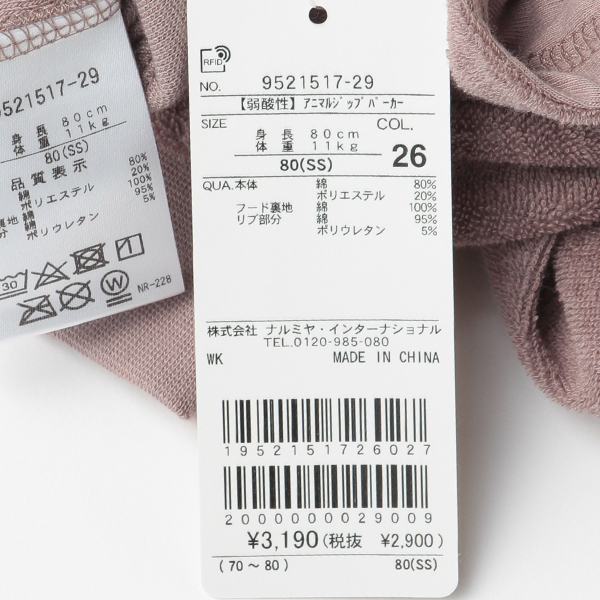 9521517-29
身長 80cm
体重 11kg
80(SS)
品質表示
綿 80%
ポリエステル 20%
裏地 綿 100%
リブ部分 綿 95%
ポリウレタン 5%
30
W
NR-228
RFID
NO. 9521517-29
【弱酸性】アニマルジップパーカー
SIZE 身長 80cm COL.
体重 11kg
80(SS) 26
QUA. 本体 綿 80%
ポリエステル 20%
フード裏地 綿 100%
リブ部分 綿 95%
ポリウレタン 5%
株式会社 ナルミヤ・インターナショナル
TEL.0120-985-080
WK MADE IN CHINA
1952151726027
2000000029009
¥3,190(税抜 ¥2,900)
(70～80) 80(SS)